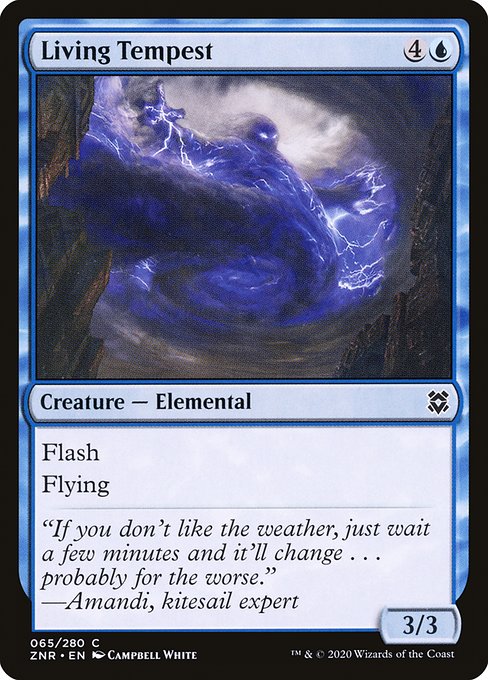 Living Tempest 4
Creature — Elemental
Flash
Flying
“If you don’t like the weather, just wait
a few minutes and it’ll change . . .
probably for the worse.”
—Amandi, kitesail expert
3/3
065/280 C
ZNR • EN Campbell White
™ & © 2020 Wizards of the Coast